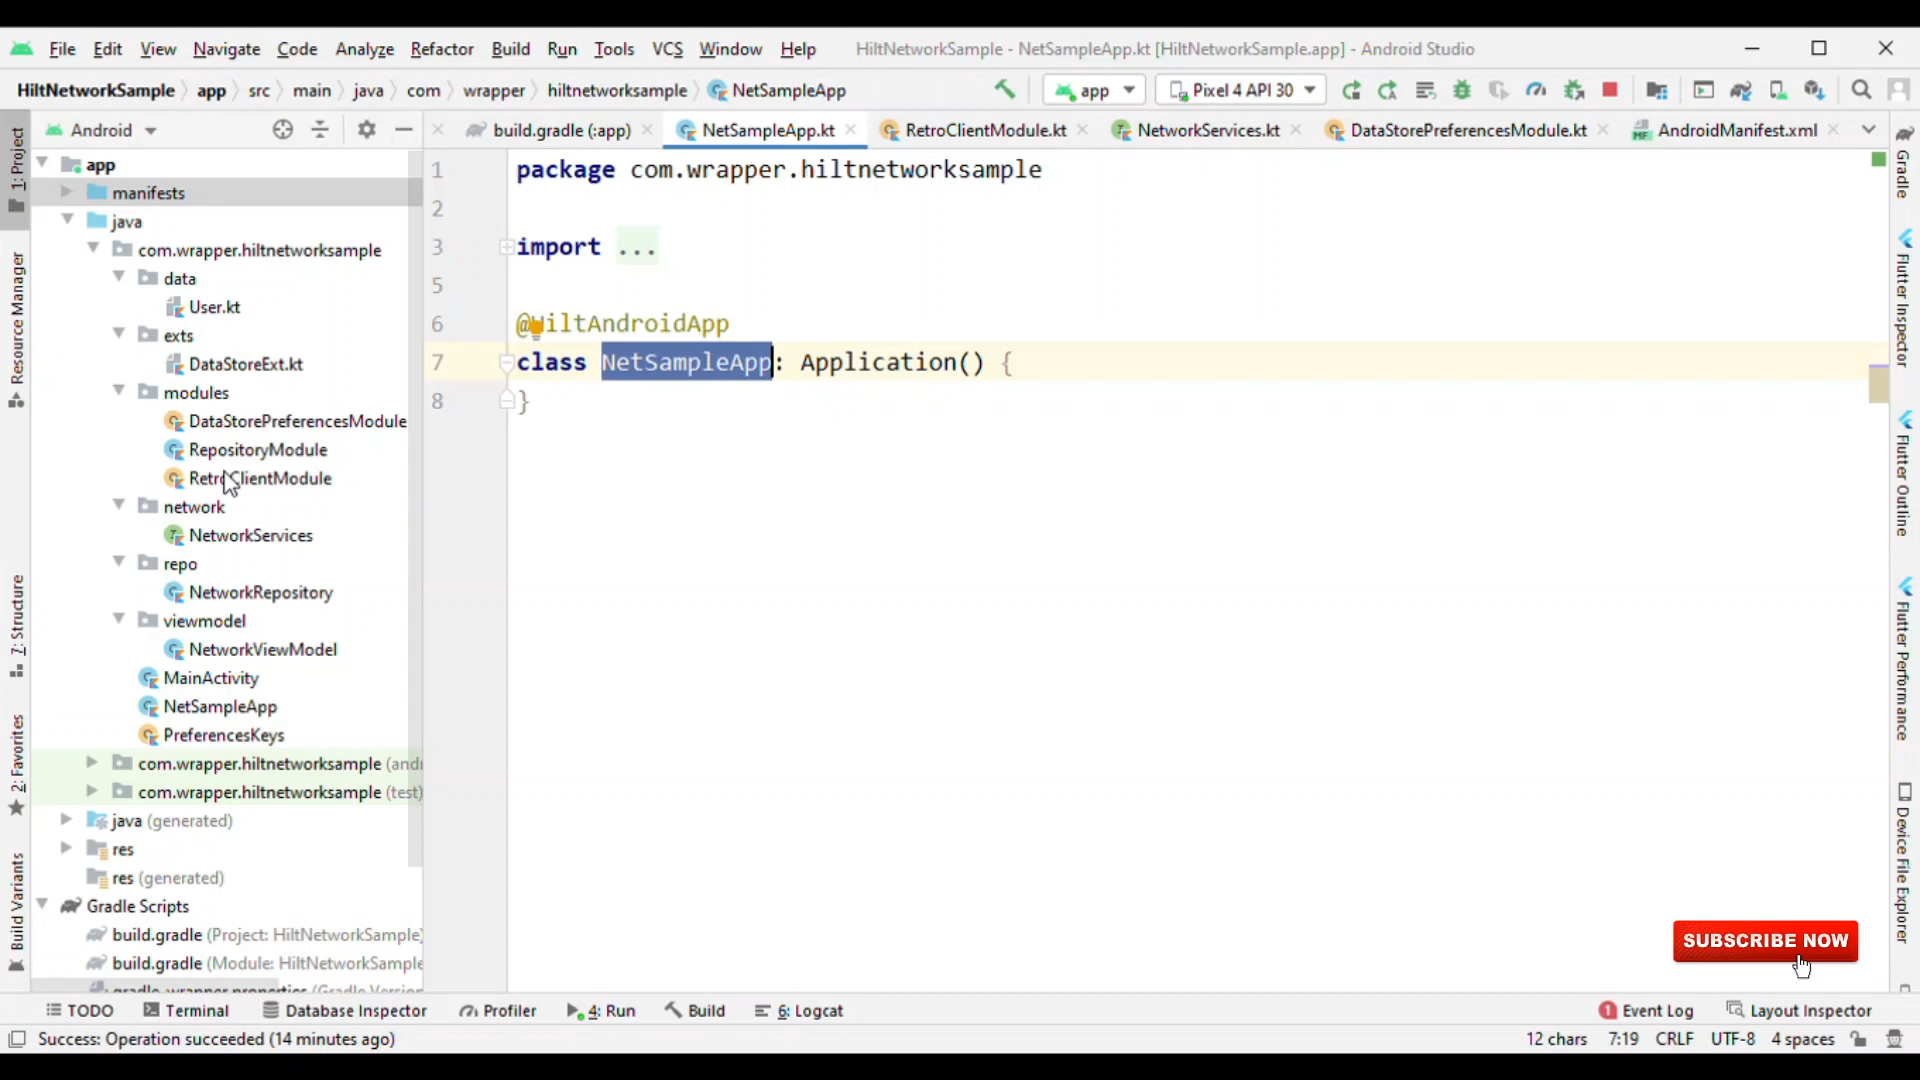 File Edit View Navigate Code Analyze Refactor Build Run Tools VCS Window Help HiltNetworkSample - NetSampleApp.kt [HiltNetworkSample.app] - Android Studio
HiltNetworkSample app src main java com wrapper hiltnetworksample NetSampleApp app Pixel 4 API 30
Android build.gradle (:app) NetSampleApp.kt RetroClientModule.kt NetworkServices.kt DataStorePreferencesModule.kt AndroidManifest.xml
1: Project
Resource Manager
7: Structure
2: Favorites
Build Variants
app
manifests
java
com.wrapper.hiltnetworksample
data
User.kt
exts
DataStoreExt.kt
modules
DataStorePreferencesModule
RepositoryModule
RetroClientModule
network
NetworkServices
repo
NetworkRepository
viewmodel
NetworkViewModel
MainActivity
NetSampleApp
PreferencesKeys
com.wrapper.hiltnetworksample (andr
com.wrapper.hiltnetworksample (test)
java (generated)
res
res (generated)
Gradle Scripts
build.gradle (Project: HiltNetworkSample)
build.gradle (Module: HiltNetworkSample
gradle-wrapper.properties (Gradle Version
1 package com.wrapper.hiltnetworksample
2
3 import ...
5
6 @HiltAndroidApp
7 class NetSampleApp: Application() {
8 }
Gradle
Flutter Inspector
Flutter Outline
Flutter Performance
Device File Explorer
SUBSCRIBE NOW
TODO Terminal Database Inspector Profiler 4: Run Build 6: Logcat 1 Event Log Layout Inspector
Success: Operation succeeded (14 minutes ago) 12 chars 7:19 CRLF UTF-8 4 spaces